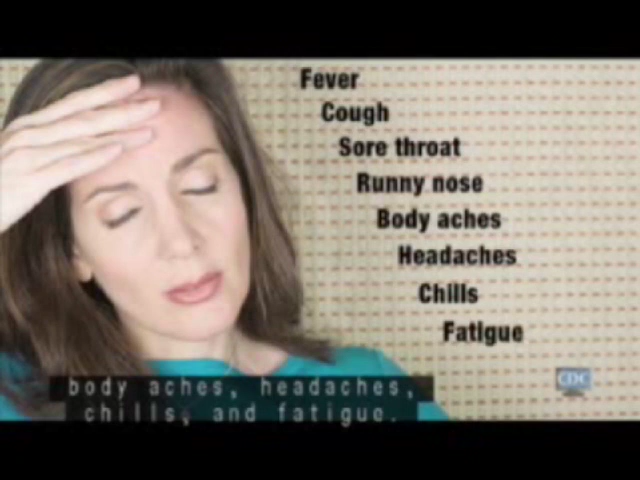 Fever
Cough
Sore throat
Runny nose
Body aches
Headaches
Chills
Fatigue
CDC
body aches, headaches,
chills, and fatigue.